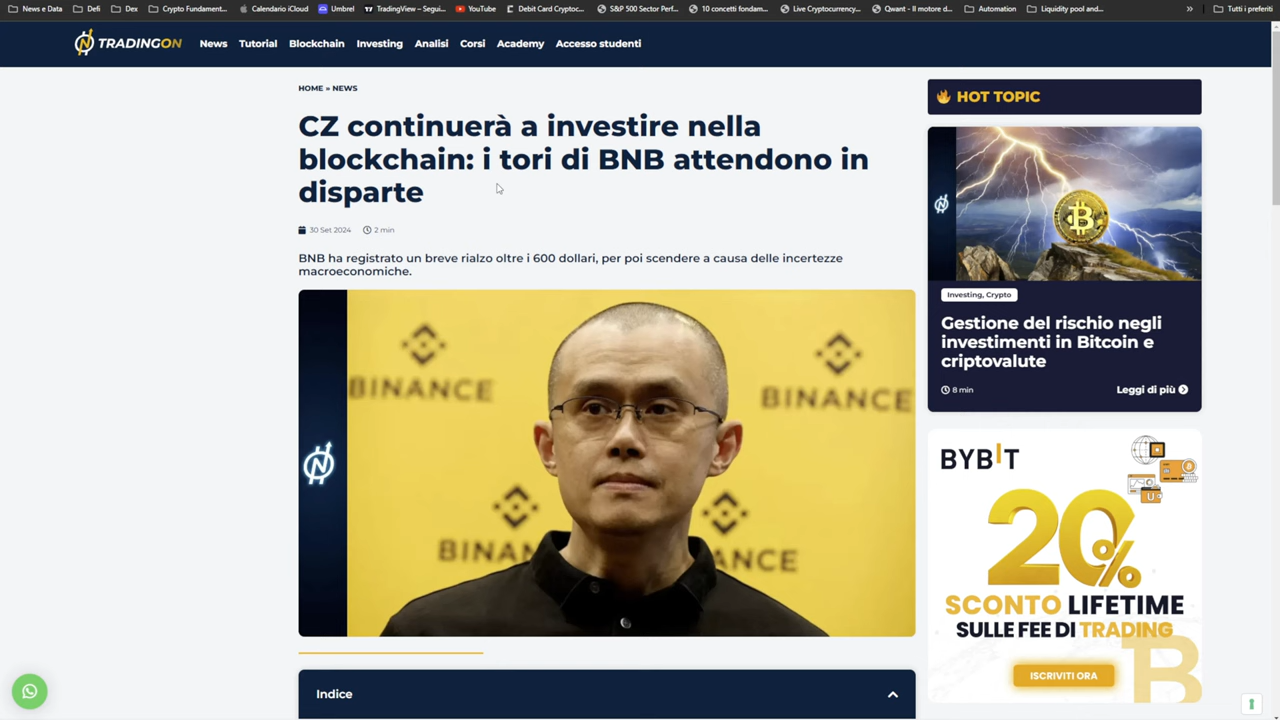 News e Data
Defi
Dex
Crypto Fundament...
Calendario iCloud
Umbrel
TradingView – Segui...
YouTube
Debit Card Cryptoc...
S&P 500 Sector Perf...
10 concetti fondam...
Live Cryptocurrency...
Qwant - Il motore d...
Automation
Liquidity pool and...
»
Tutti i preferiti
TRADINGON
News
Tutorial
Blockchain
Investing
Analisi
Corsi
Academy
Accesso studenti
HOME » NEWS
CZ continuerà a investire nella
blockchain: i tori di BNB attendono in
disparte
30 Set 2024
2 min
BNB ha registrato un breve rialzo oltre i 600 dollari, per poi scendere a causa delle incertezze
macroeconomiche.
BINANCE
BINANCE
BINAN
ANCE
Indice
HOT TOPIC
Investing, Crypto
Gestione del rischio negli
investimenti in Bitcoin e
criptovalute
8 min
Leggi di più
BYBIT
20%
SCONTO LIFETIME
SULLE FEE DI TRADING
ISCRIVITI ORA